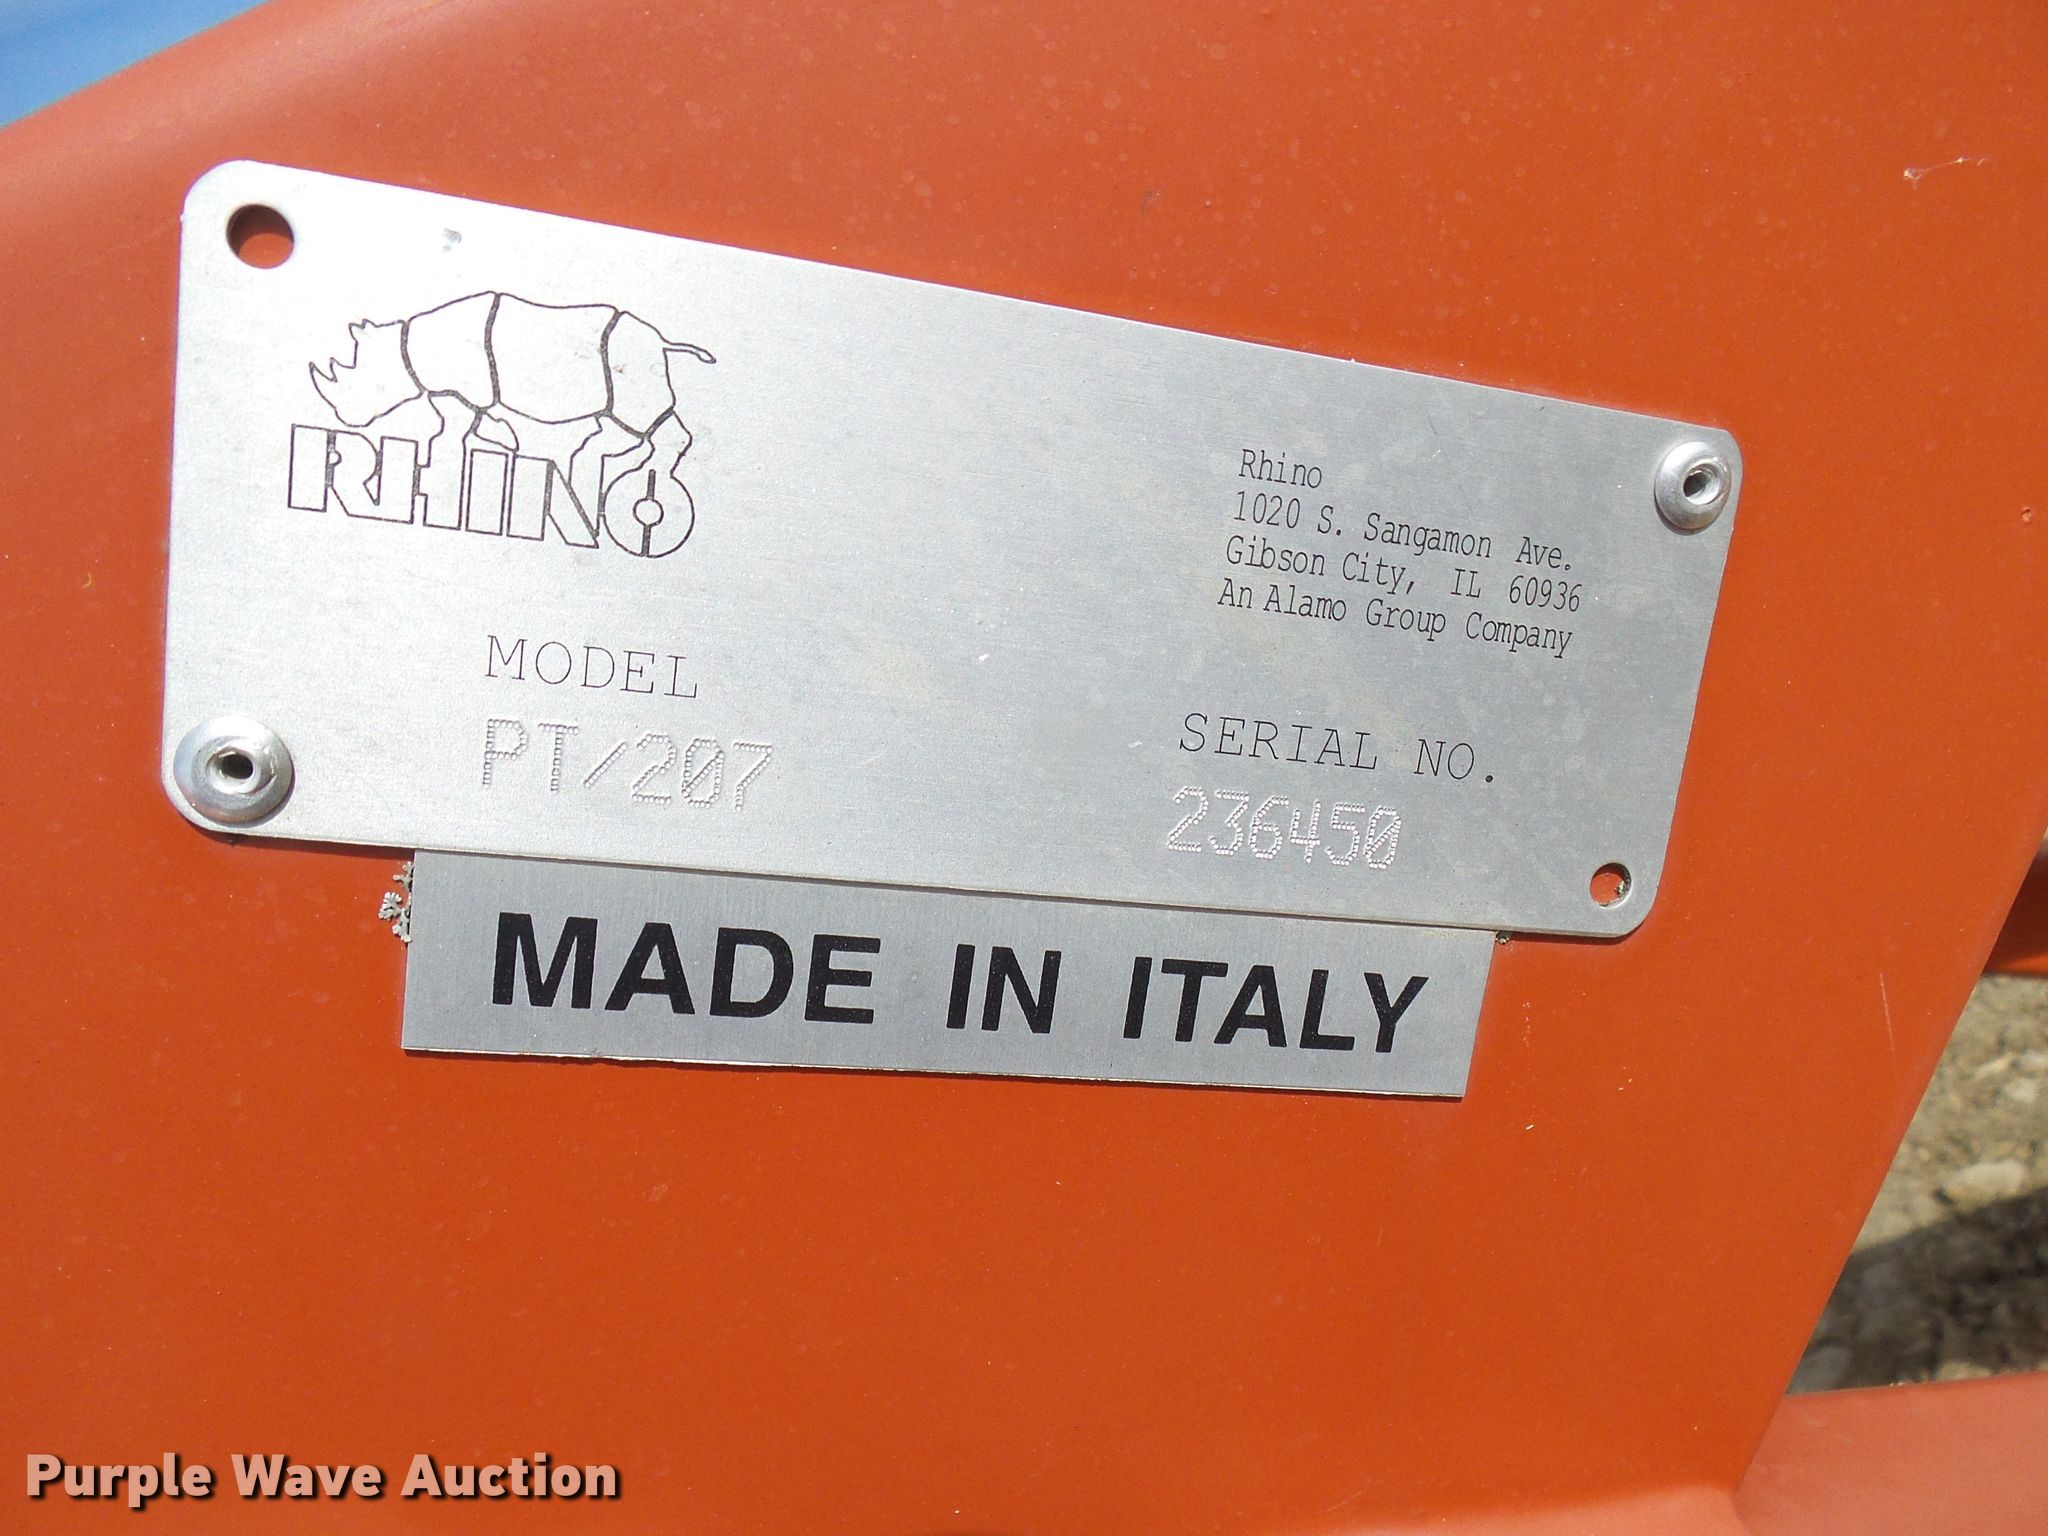 RHINO
Rhino
1020 S. Sangamon Ave.
Gibson City, IL 60936
An Alamo Group Company
MODEL
PT/207
SERIAL NO.
236450
MADE IN ITALY
Purple Wave Auction